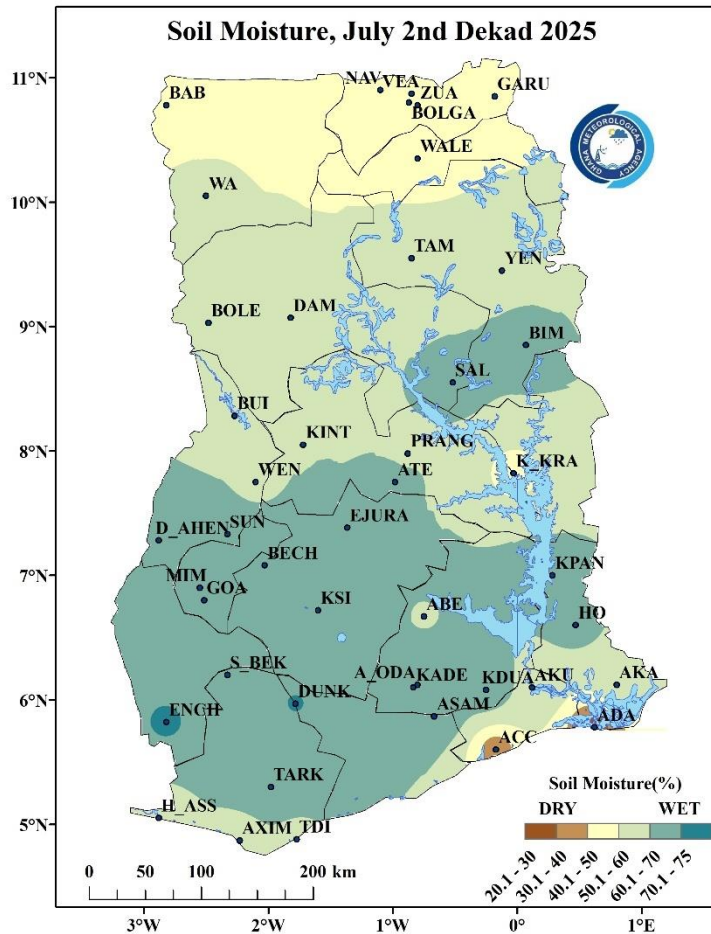 Soil Moisture, July 2nd Dekad 2025
11°N
10°N
9°N
8°N
7°N
6°N
5°N
BAB
NAV
VEA
ZUA
GARU
BOLGA
WALE
GHANA METEOROLOGICAL AGENCY
WA
TAM
YEN
BOLE
DAM
BIM
SAL
BUI
KINT
PRANG
WEN
ATE
K_KRA
D_AHEN
SUN
EJURA
BECH
KPAN
MIM
GOA
KSI
ABE
HO
S_BEK
A_ODA
KADE
KDUA
AKU
AKA
ENCH
DUNK
ASAM
ADA
ACC
TARK
H_ASS
AXIM
TDI
Soil Moisture(%)
DRY WET
20.1 - 30
30.1 - 40
40.1 - 50
50.1 - 60
60.1 - 70
70.1 - 75
0 50 100 200 km
3°W 2°W 1°W 0° 1°E